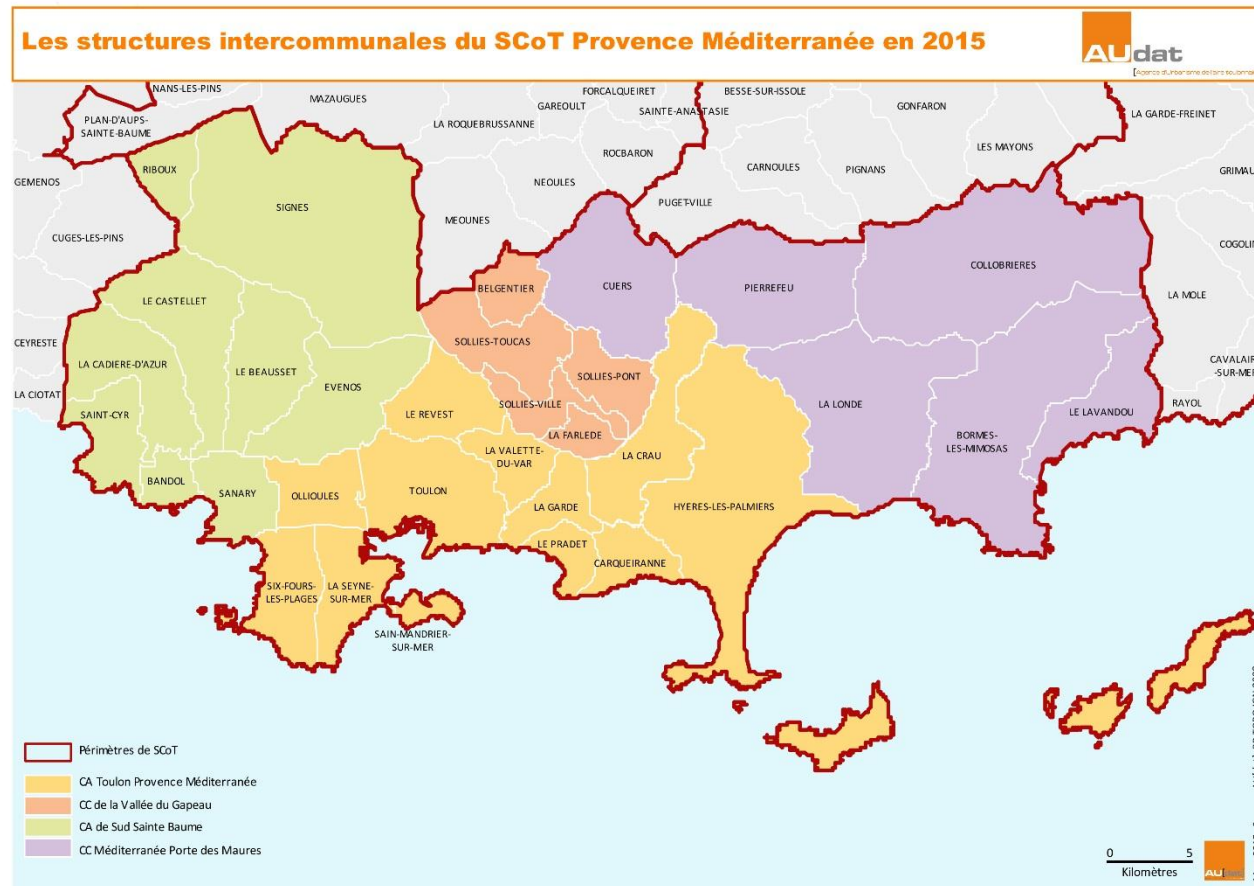 Les structures intercommunales du SCoT Provence Méditerranée en 2015
AUdat
NANS-LES-PINS
MAZAUGUES
FORCALQUEIRET
BESSE-SUR-ISSOLE
GAREOULT
SAINTE-ANASTASIE
GONFARON
PLAN-D'AUPS-
SAINTE-BAUME
LA ROQUEBRUSSANNE
LA GARDE-FREINET
ROCBARON
LES MAYONS
RIBOUX
CARNOULES
PIGNANS
GRIMAU
GEMENOS
NEOULES
SIGNES
PUGET-VILLE
MEOUNES
CUGES-LES-PINS
COGOLIN
COLLOBRIERES
CUERS
PIERREFEU
BELGENTIER
LA MOLE
LE CASTELLET
CEYRESTE
SOLLIES-TOUCAS
LA CADIERE-D'AZUR
LE BEAUSSET
SOLLIES-PONT
CAVALAIR
-SUR-MER
EVENOS
LA CIOTAT
SOLLIES-VILLE
LA LONDE
RAYOL
SAINT-CYR
LE REVEST
LE LAVANDOU
LA FARLEDE
BORMES-
LES-MIMOSAS
LA VALETTE-
DU-VAR
LA CRAU
BANDOL
SANARY
OLLIOULES
TOULON
LA GARDE
HYERES-LES-PALMIERS
LE PRADET
CARQUEIRANNE
SIX-FOURS-
LES-PLAGES
LA SEYNE-
SUR-MER
SAIN-MANDRIER-
SUR-MER
Périmètres de SCoT
CA Toulon Provence Méditerranée
CC de la Vallée du Gapeau
CA de Sud Sainte Baume
CC Méditerranée Porte des Maures
0 5
Kilomètres